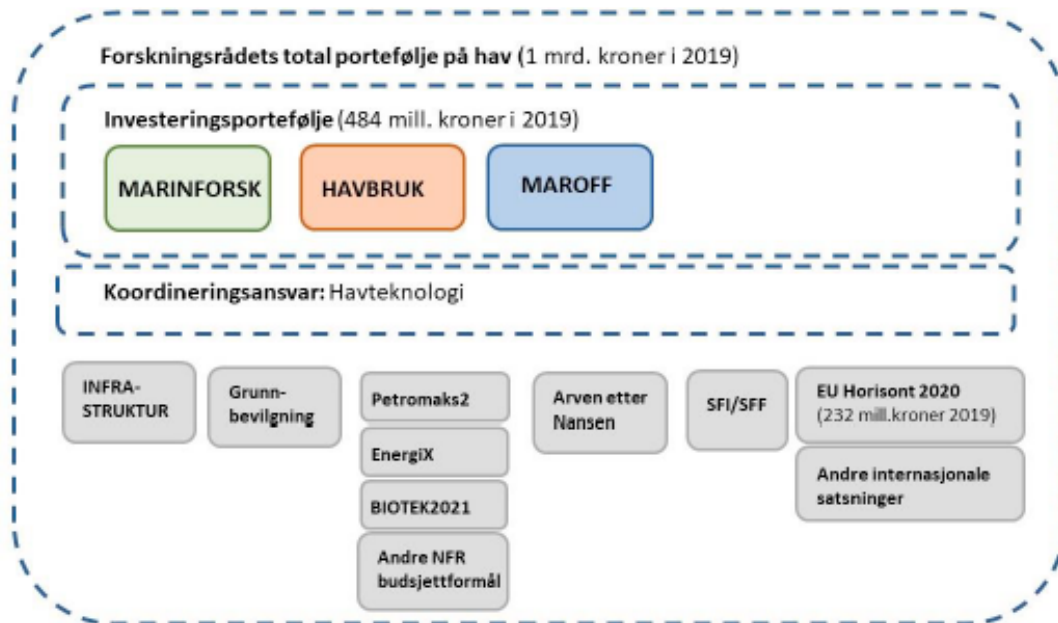 Forskningsrådets total portefølje på hav (1 mrd. kroner i 2019)
Investeringsportefølje (484 mill. kroner i 2019)
MARINFORSK
HAVBRUK
MAROFF
Koordineringsansvar: Havteknologi
INFRA-
STRUKTUR
Grunn-
bevilgning
Petromaks2
EnergiX
BIOTEK2021
Andre NFR
budsjettformål
Arven etter
Nansen
SFI/SFF
EU Horisont 2020
(232 mill.kroner 2019)
Andre internasjonale
satsninger